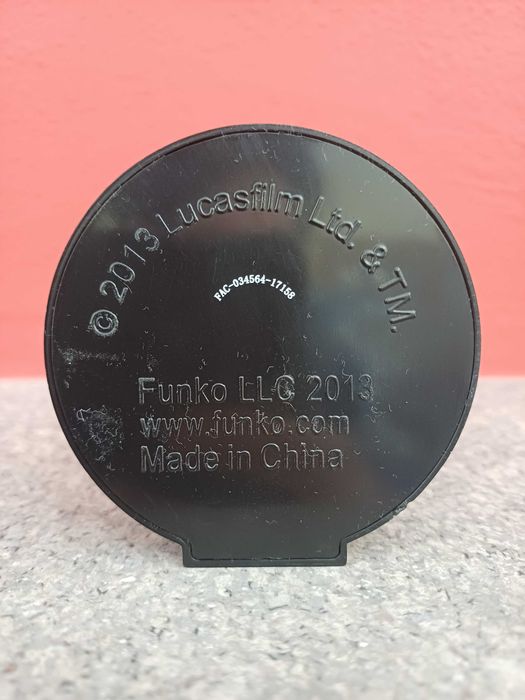 © 2013 Lucasfilm Ltd. & TM.
FAC-034564-17158
Funko LLC 2013
www.funko.com
Made in China